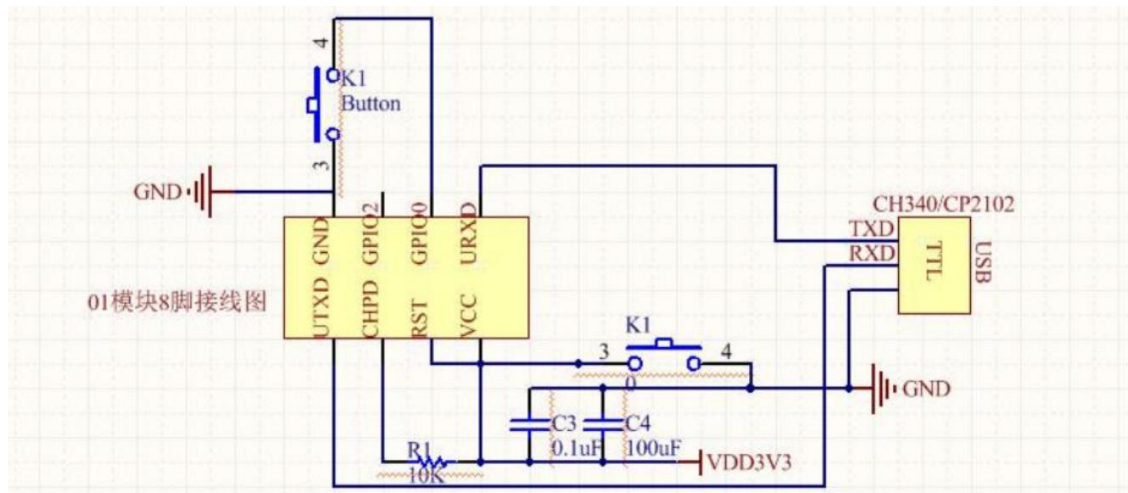 4
K1
Button
3
GND
CH340/CP2102
TXD
RXD
TTL
USB
GND
GPIO2
GPIO0
URXD
01模块8脚接线图
UTXD
CHPD
RST
VCC
K1
3
4
0
GND
C3
C4
0.1uF
100uF
R1
10K
VDD3V3